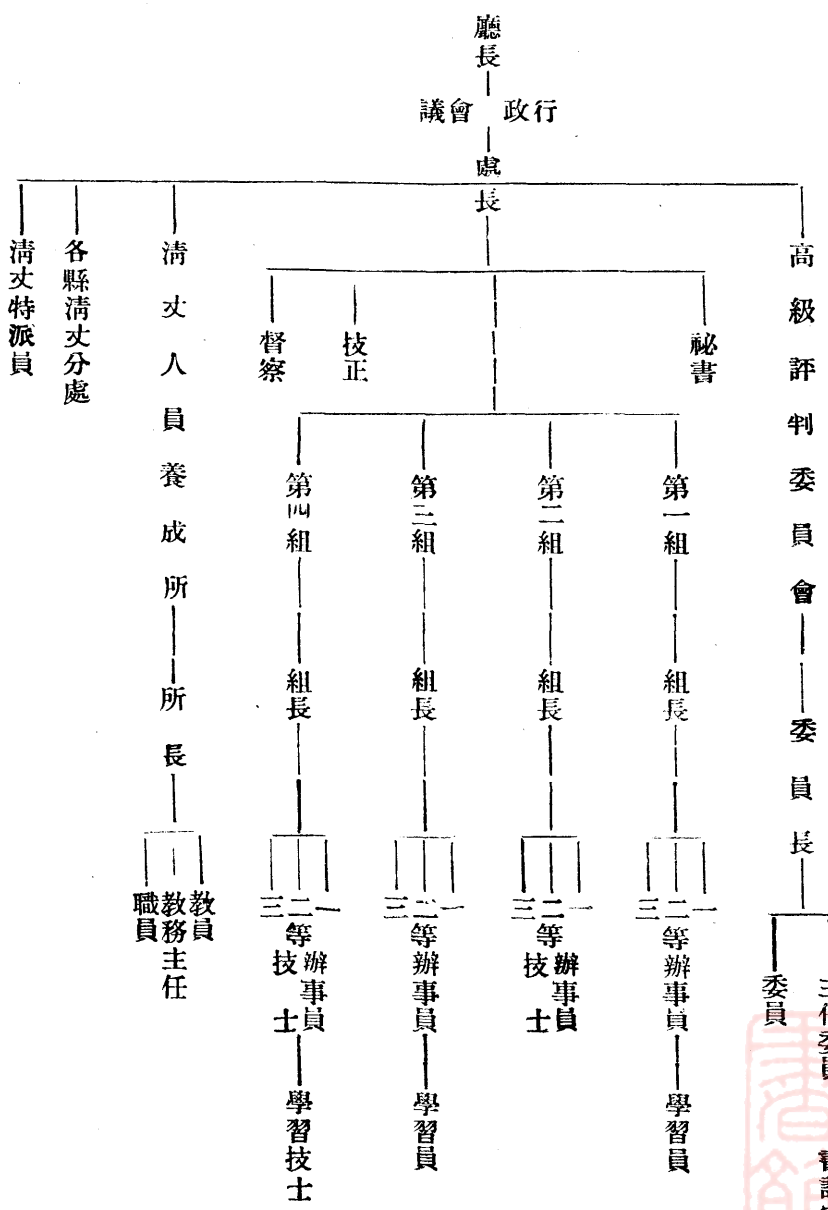 廳長
行政會議
處長
高級評判委員會
委員長
委員
祕書
技正
督察
第一組
組長
一二三等辦事員
學習員
第二組
組長
一二三等辦事員
技士
第三組
組長
一二三等辦事員
學習員
第四組
組長
一二三等辦事員
技士
學習技士
清丈人員養成所
所長
教員
教務主任
職員
各縣清丈分處
清丈特派員